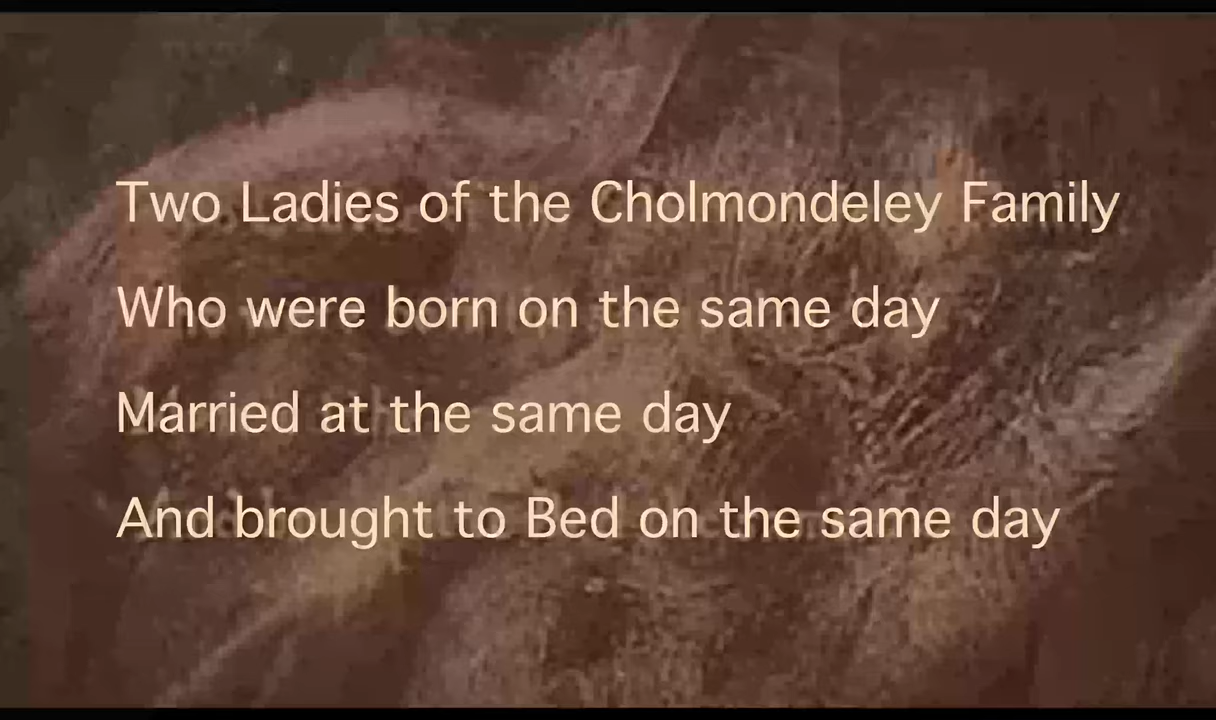 Two Ladies of the Cholmondeley Family
Who were born on the same day
Married at the same day
And brought to Bed on the same day